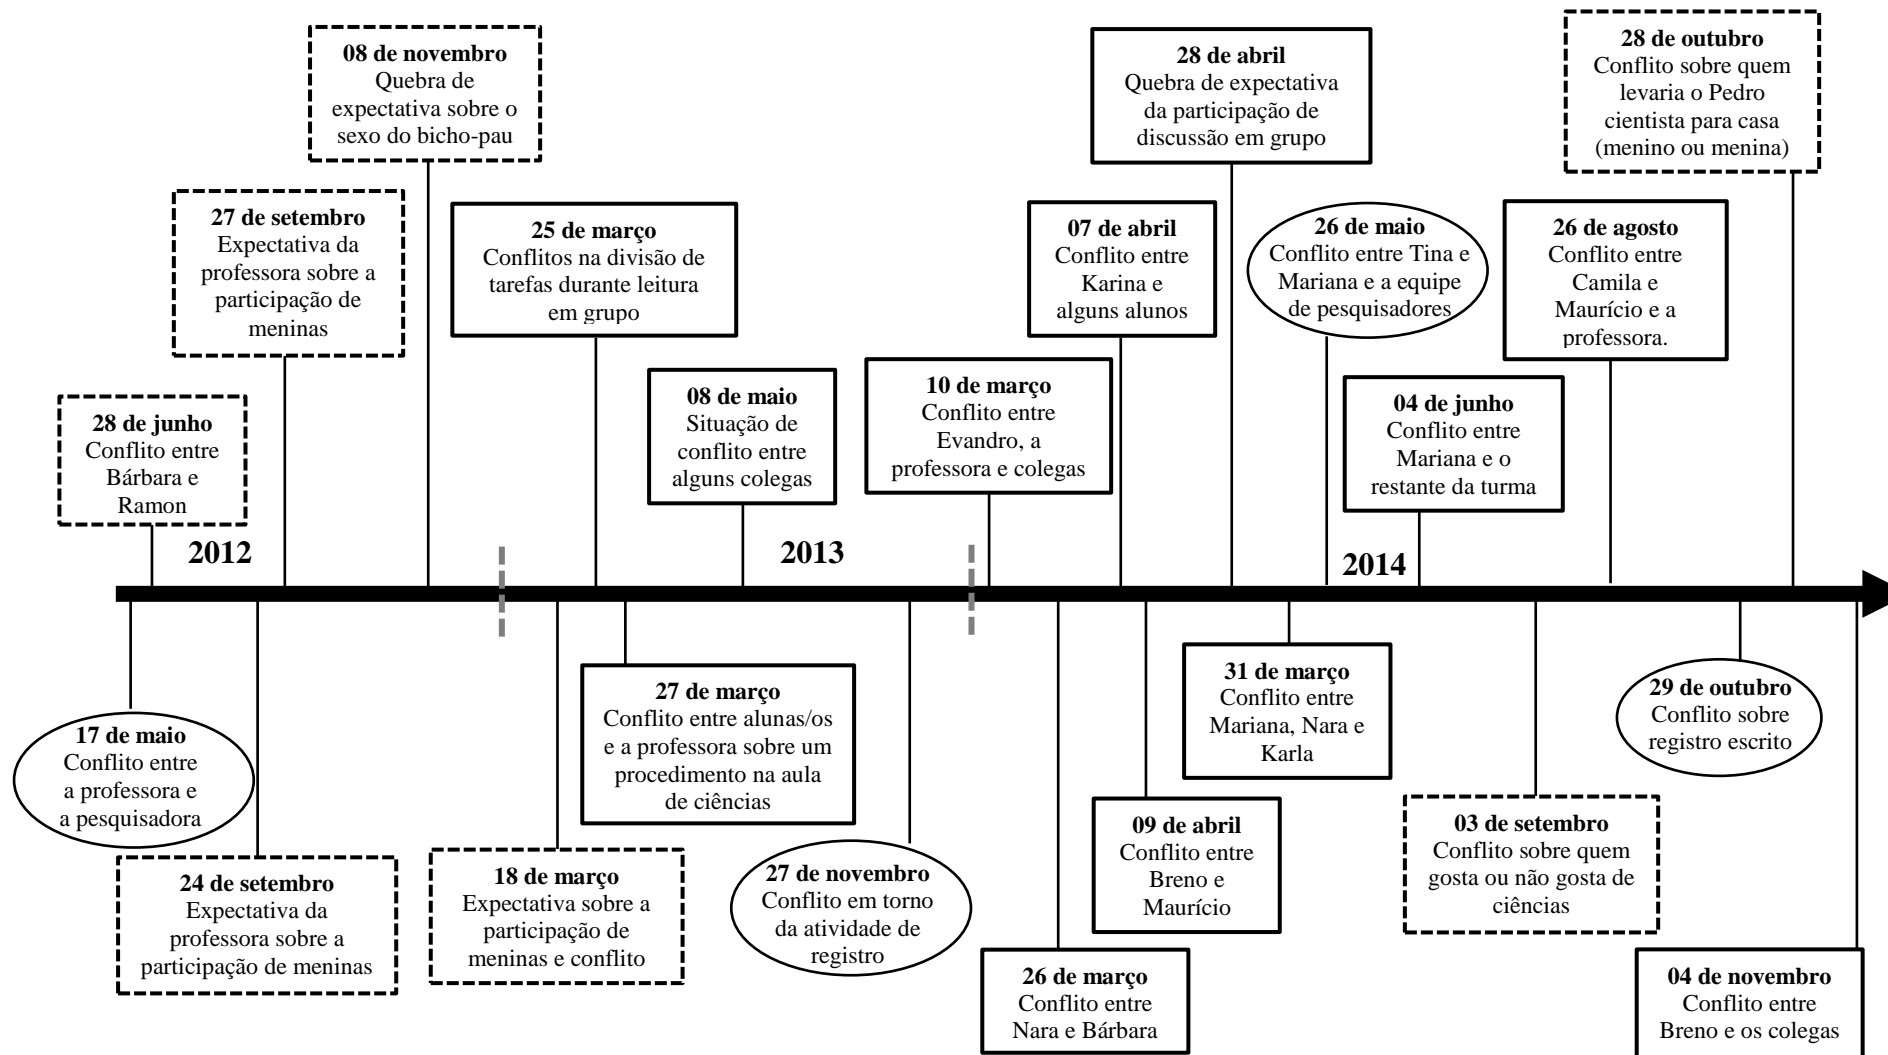 08 de novembro
Quebra de
expectativa sobre o
sexo do bicho-pau
28 de abril
Quebra de expectativa
da participação de
discussão em grupo
28 de outubro
Conflito sobre quem
levaria o Pedro
cientista para casa
(menino ou menina)
27 de setembro
Expectativa da
professora sobre a
participação de
meninas
25 de março
Conflitos na divisão de
tarefas durante leitura
em grupo
07 de abril
Conflito entre
Karina e
alguns alunos
26 de maio
Conflito entre Tina e
Mariana e a equipe
de pesquisadores
26 de agosto
Conflito entre
Camila e
Maurício e a
professora.
28 de junho
Conflito entre
Bárbara e
Ramon
08 de maio
Situação de
conflito entre
alguns colegas
10 de março
Conflito entre
Evandro, a
professora e colegas
04 de junho
Conflito entre
Mariana e o
restante da turma
2012
2013
2014
17 de maio
Conflito entre
a professora e
a pesquisadora
27 de março
Conflito entre alunas/os
e a professora sobre um
procedimento na aula
de ciências
31 de março
Conflito entre
Mariana, Nara e
Karla
29 de outubro
Conflito sobre
registro escrito
24 de setembro
Expectativa da
professora sobre a
participação de meninas
18 de março
Expectativa sobre a
participação de
meninas e conflito
27 de novembro
Conflito em torno
da atividade de
registro
09 de abril
Conflito entre
Breno e
Maurício
03 de setembro
Conflito sobre quem
gosta ou não gosta de
ciências
26 de março
Conflito entre
Nara e Bárbara
04 de novembro
Conflito entre
Breno e os colegas